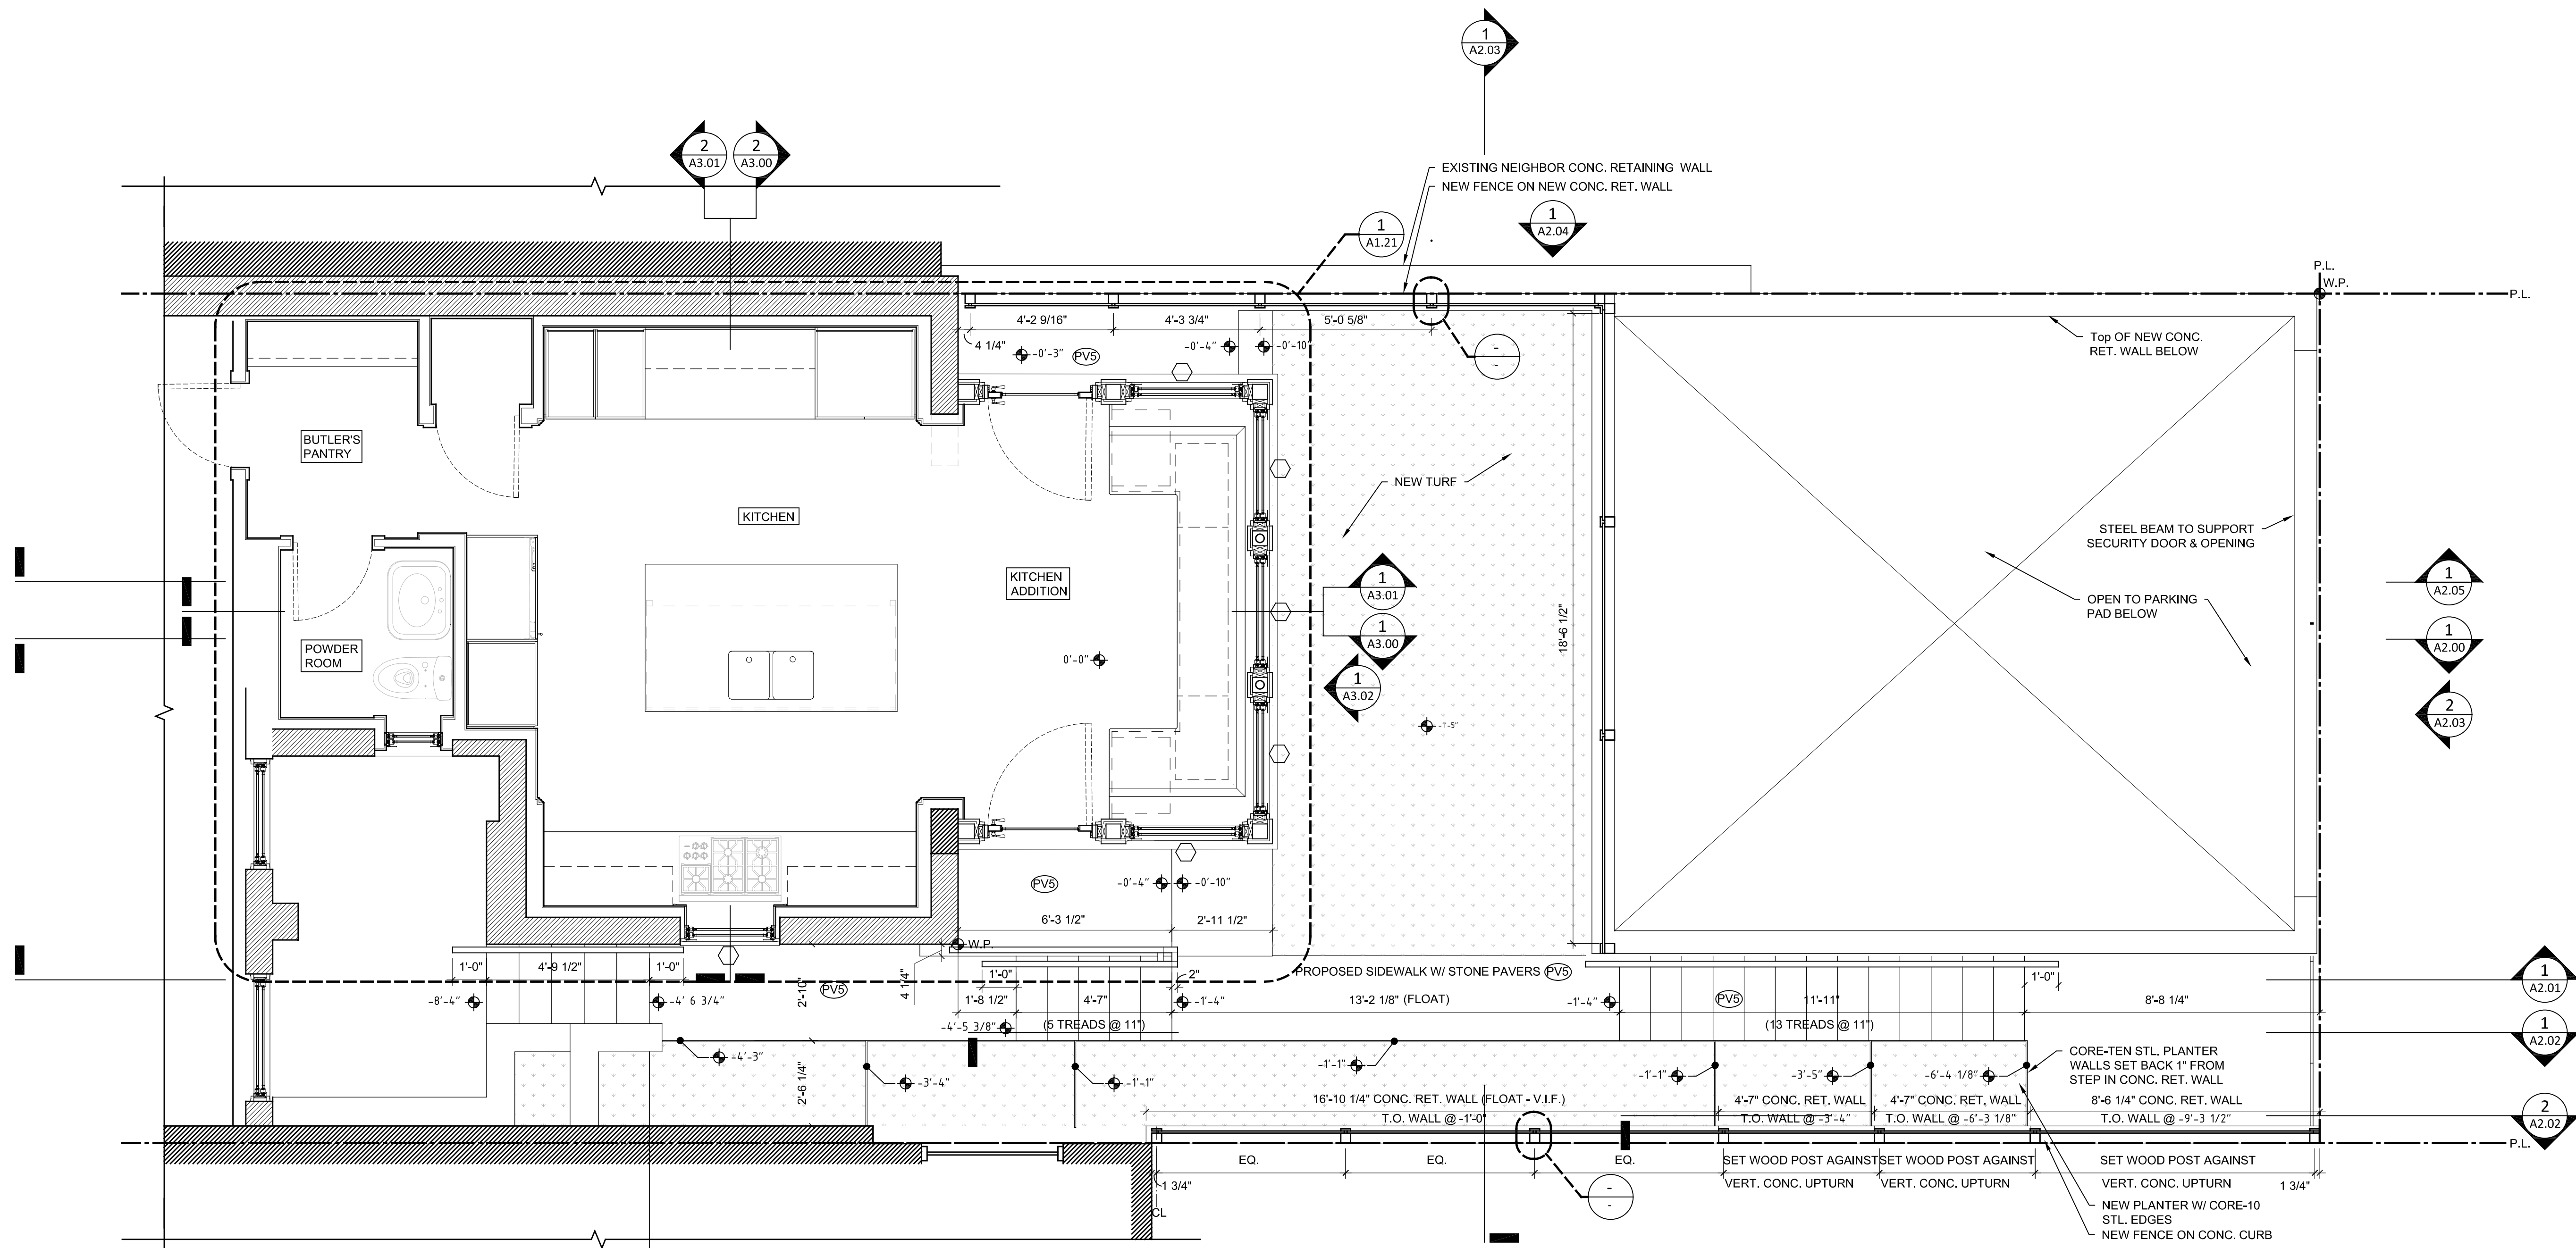 1
A2.03
2
A3.01
2
A3.00
EXISTING NEIGHBOR CONC. RETAINING WALL
NEW FENCE ON NEW CONC. RET. WALL
1
A2.04
1
A1.21
P.L.
W.P.
P.L.
4'-2 9/16"
4'-3 3/4"
5'-0 5/8"
4 1/4"
-0'-3"
PV5
-0'-4"
-0'-10"
-
-
Top OF NEW CONC.
RET. WALL BELOW
BUTLER'S
PANTRY
KITCHEN
NEW TURF
STEEL BEAM TO SUPPORT
SECURITY DOOR & OPENING
KITCHEN
ADDITION
1
A3.01
1
A3.00
1
A3.02
18'-6 1/2"
OPEN TO PARKING
PAD BELOW
1
A2.05
1
A2.00
2
A2.03
POWDER
ROOM
0'-0"
-1'-5"
PV5
-0'-4"
-0'-10"
6'-3 1/2"
2'-11 1/2"
W.P.
1'-0"
4'-9 1/2"
1'-0"
2'-10"
4 1/4"
1'-0"
2"
PROPOSED SIDEWALK W/ STONE PAVERS PV5
1'-0"
1
A2.01
-8'-4"
-4' 6 3/4"
PV5
1'-8 1/2"
4'-7"
-1'-4"
13'-2 1/8" (FLOAT)
-1'-4"
PV5
11'-11"
8'-8 1/4"
-4'-5 3/8"
(5 TREADS @ 11")
(13 TREADS @ 11")
1
A2.02
-4'-3"
-3'-4"
-1'-1"
-1'-1"
-1'-1"
-3'-5"
-6'-4 1/8"
CORE-TEN STL. PLANTER
WALLS SET BACK 1" FROM
STEP IN CONC. RET. WALL
2'-6 1/4"
16'-10 1/4" CONC. RET. WALL (FLOAT - V.I.F.)
T.O. WALL @ -1'-0"
4'-7" CONC. RET. WALL
T.O. WALL @ -3'-4"
4'-7" CONC. RET. WALL
T.O. WALL @ -6'-3 1/8"
8'-6 1/4" CONC. RET. WALL
T.O. WALL @ -9'-3 1/2"
2
A2.02
P.L.
EQ.
EQ.
EQ.
SET WOOD POST AGAINST
VERT. CONC. UPTURN
SET WOOD POST AGAINST
VERT. CONC. UPTURN
SET WOOD POST AGAINST
VERT. CONC. UPTURN
1 3/4"
1 3/4"
CL
-
-
NEW PLANTER W/ CORE-10
STL. EDGES
NEW FENCE ON CONC. CURB